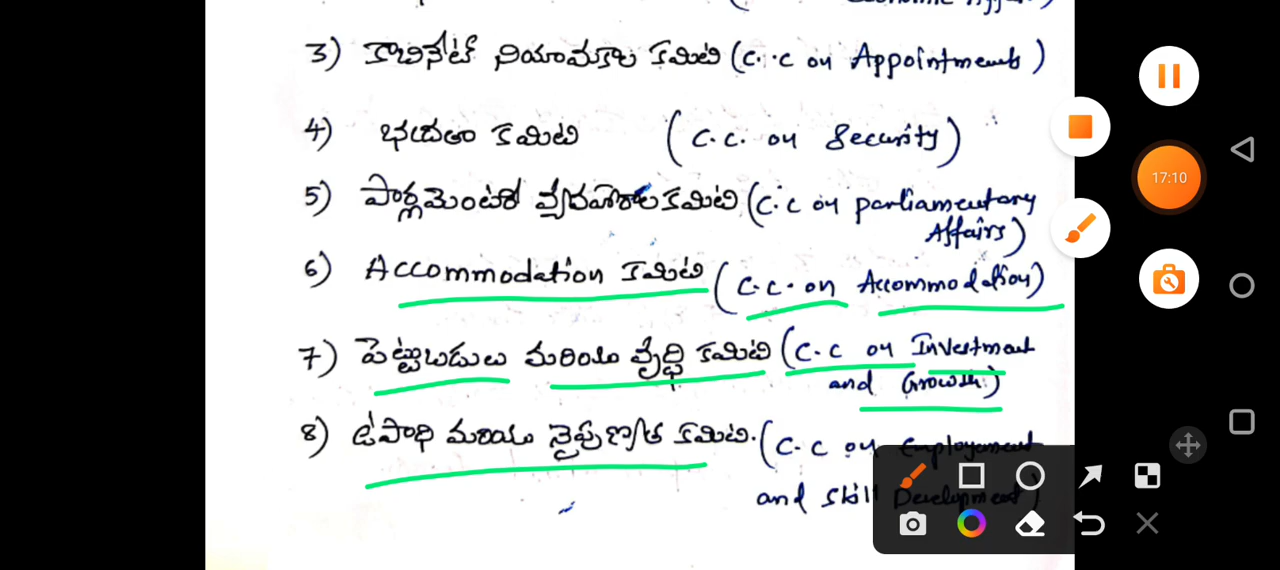 3) కాబినేట్ నియామకాల కమిటి (C.C on Appointments)
4) భద్రతా కమిటి (C.C. on Security)
5) పార్లమెంటరీ వ్యవహారాల కమిటి (C.C on parliamentary
Affairs)
6) Accommodation కమిటి (C.C. on Accommodation)
7) పెట్టుబడులు మరియు వృద్ధి కమిటి (C.C on Investment
and Growth)
8) ఉపాధి మరియు నైపుణ్యత కమిటి. (C.C on Employement
and Skill Development)
17:10